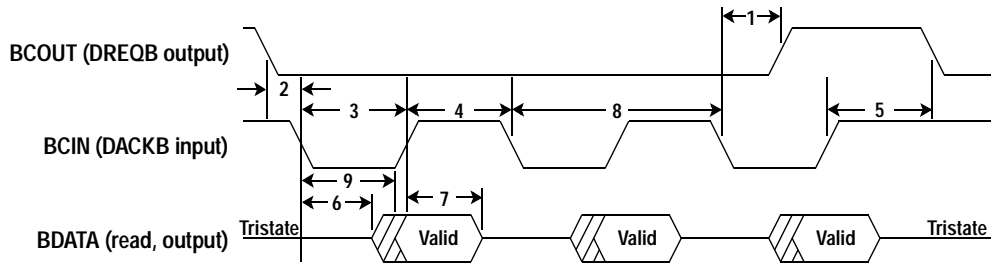 1
BCOUT (DREQB output)
2
3
4
8
5
BCIN (DACKB input)
9
6
7
BDATA (read, output)
Tristate
Valid
Valid
Valid
Tristate